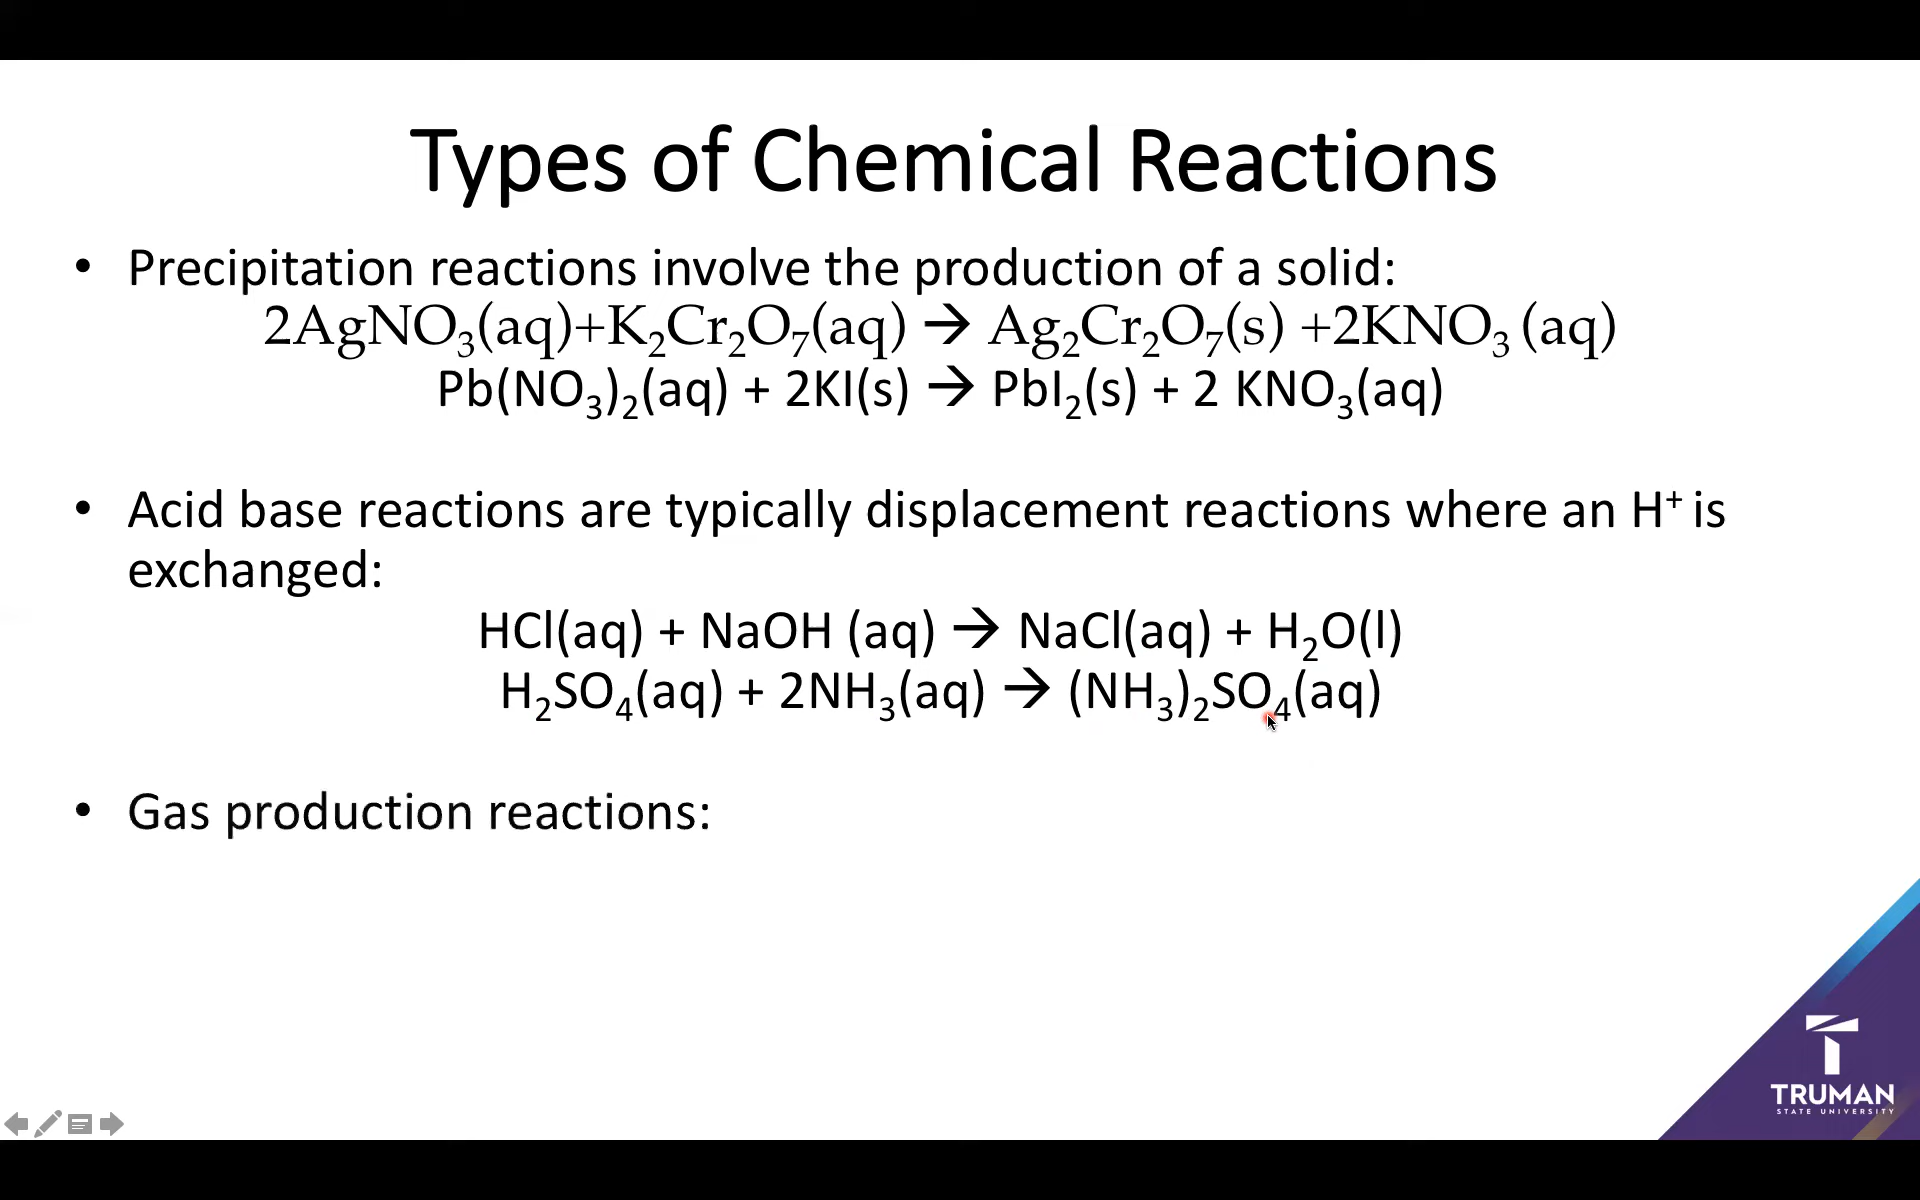 Types of Chemical Reactions
• Precipitation reactions involve the production of a solid:
2AgNO₃(aq)+K₂Cr₂O₇(aq) → Ag₂Cr₂O₇(s) +2KNO₃ (aq)
Pb(NO₃)₂(aq) + 2KI(s) → PbI₂(s) + 2 KNO₃(aq)
• Acid base reactions are typically displacement reactions where an H⁺ is
exchanged:
HCl(aq) + NaOH (aq) → NaCl(aq) + H₂O(l)
H₂SO₄(aq) + 2NH₃(aq) → (NH₃)₂SO₄(aq)
• Gas production reactions:
TRUMAN
STATE UNIVERSITY